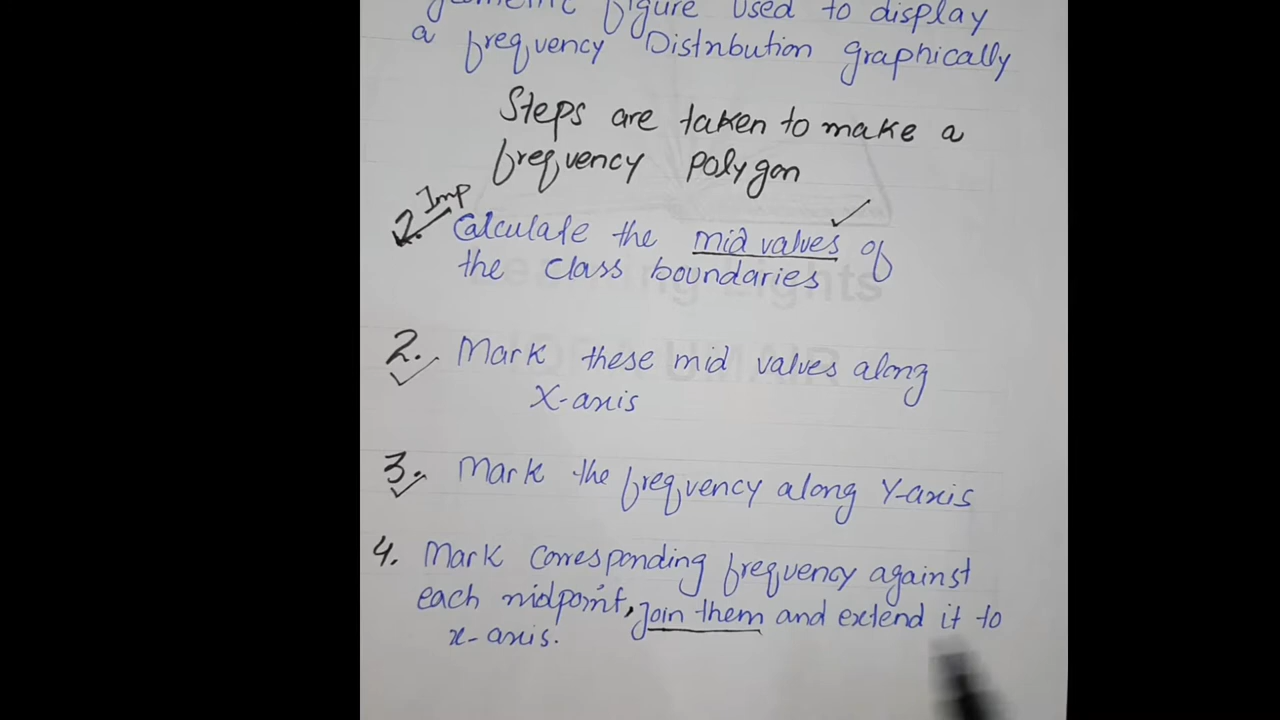 geometric figure used to display
a frequency Distribution graphically
Steps are taken to make a
frequency polygon
Imp
Calculate the mid values of
the class boundaries
2. Mark these mid values along
X-axis
3. Mark the frequency along Y-axis
4. Mark corresponding frequency against
each midpoint, join them and extend it to
x-axis.